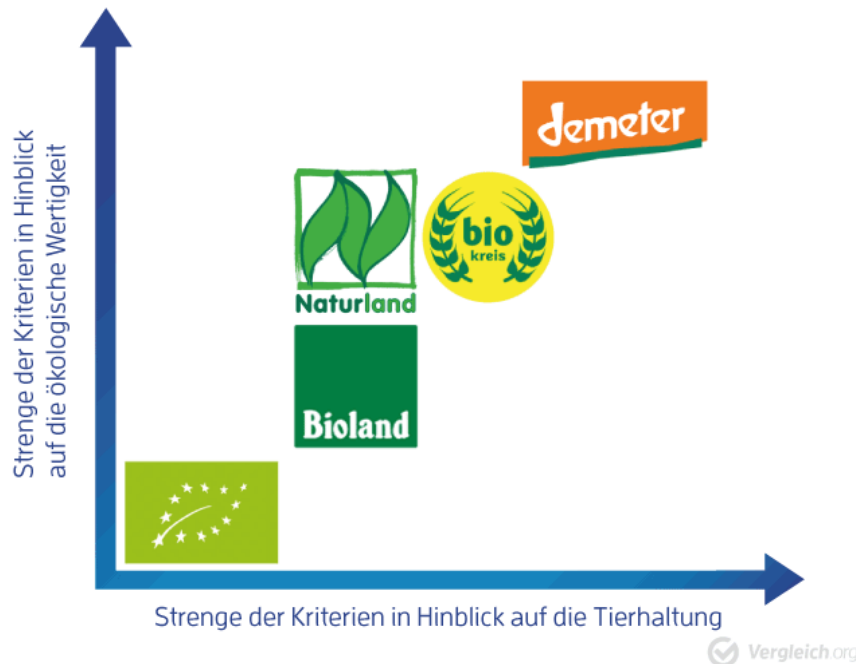 Strenge der Kriterien in Hinblick
auf die ökologische Wertigkeit
demeter
bio
kreis
Naturland
Bioland
Strenge der Kriterien in Hinblick auf die Tierhaltung
Vergleich.org